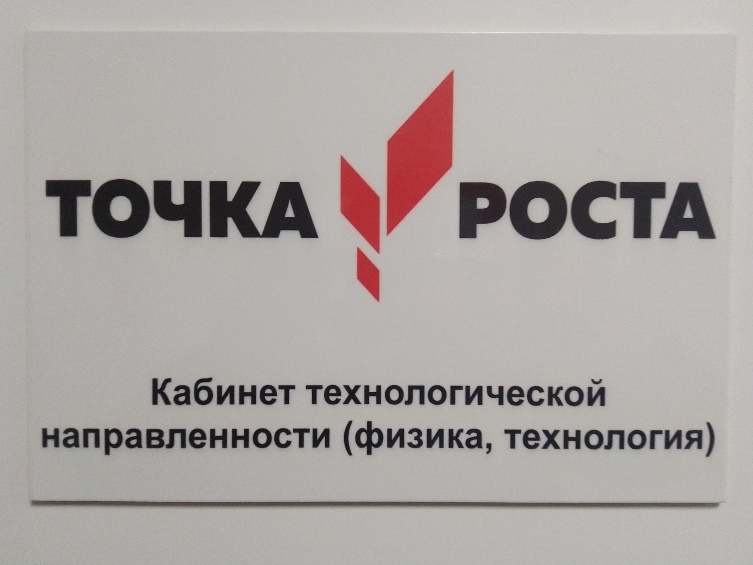 ТОЧКА РОСТА
Кабинет технологической
направленности (физика, технология)